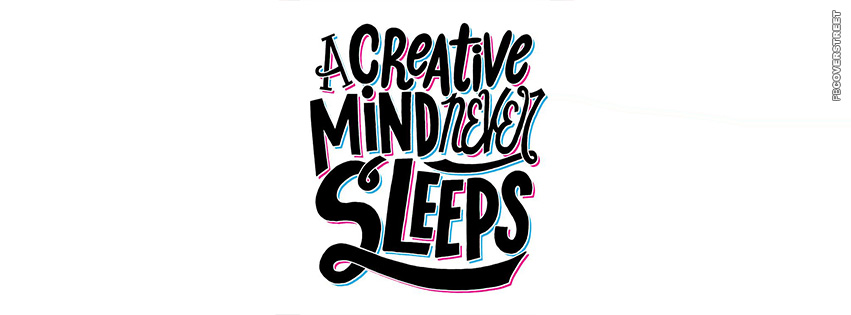 A CReATiVe
MiND NEVER
SLEEPS
FBCOVERSTREET